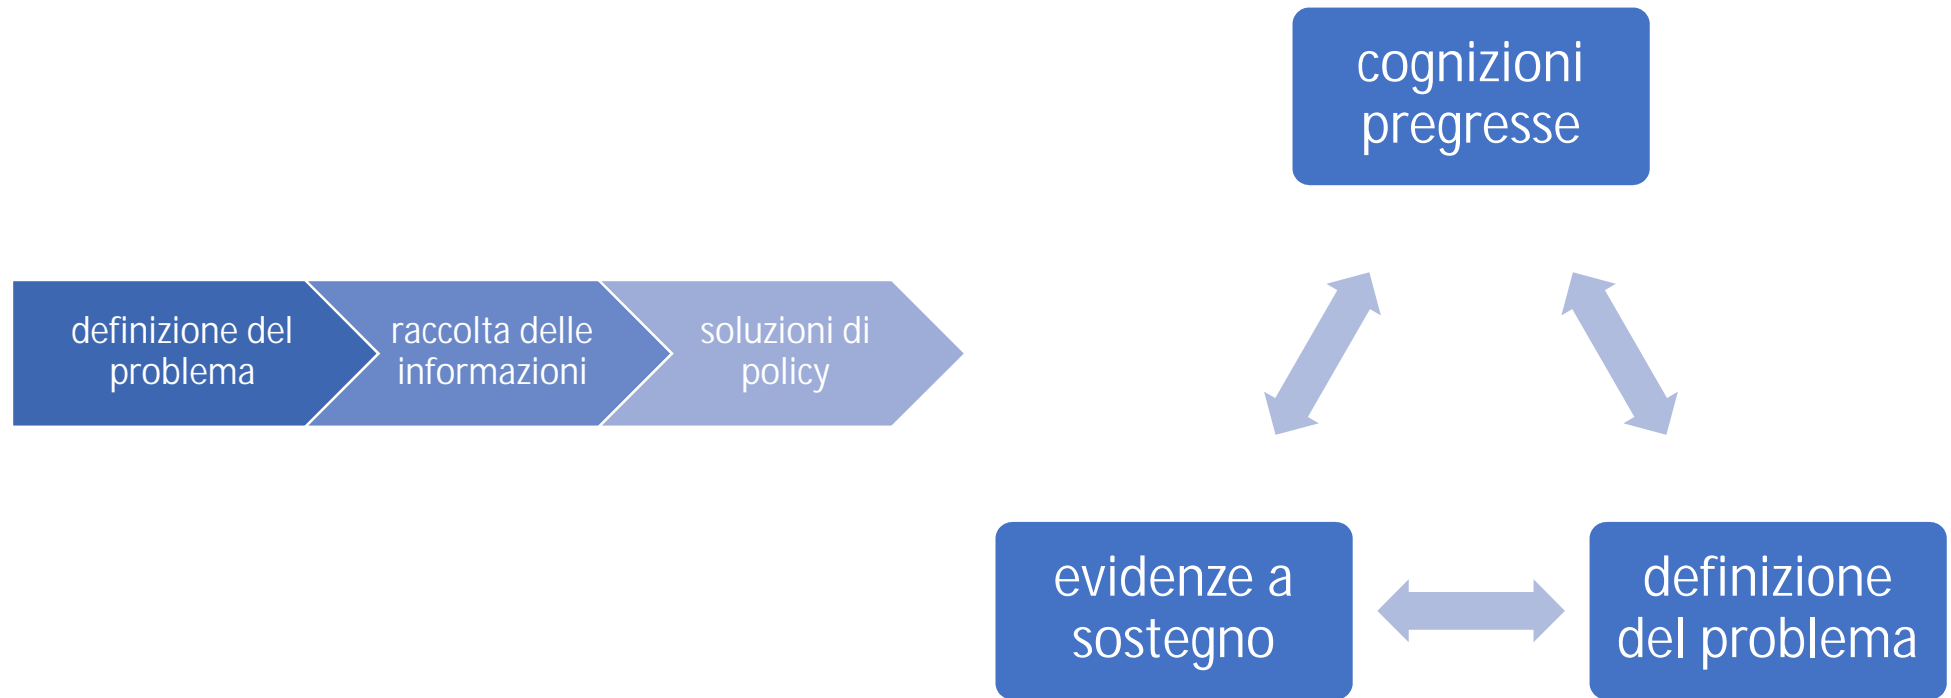 definizione del
problema
raccolta delle
informazioni
soluzioni di
policy
cognizioni
pregresse
evidenze a
sostegno
definizione
del problema